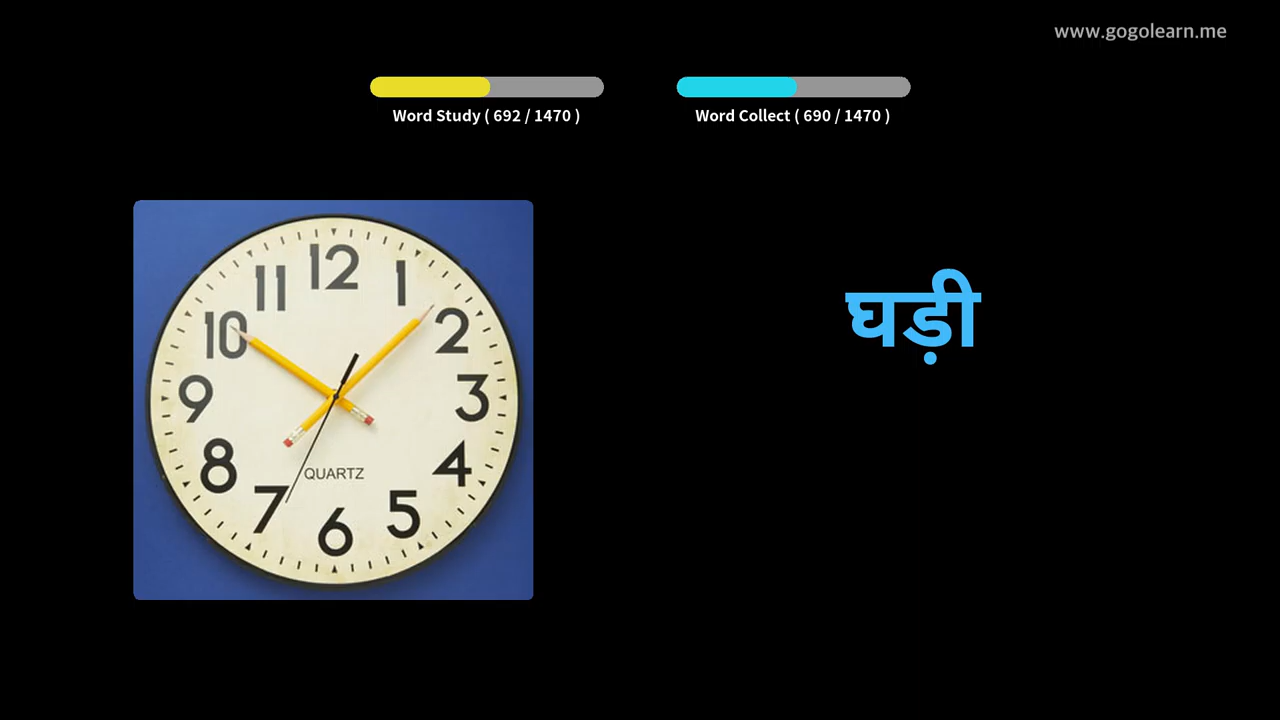 www.gogolearn.me
Word Study ( 692 / 1470 )
Word Collect ( 690 / 1470 )
12
11
1
10
2
9
3
8
4
QUARTZ
7
5
6
घड़ी